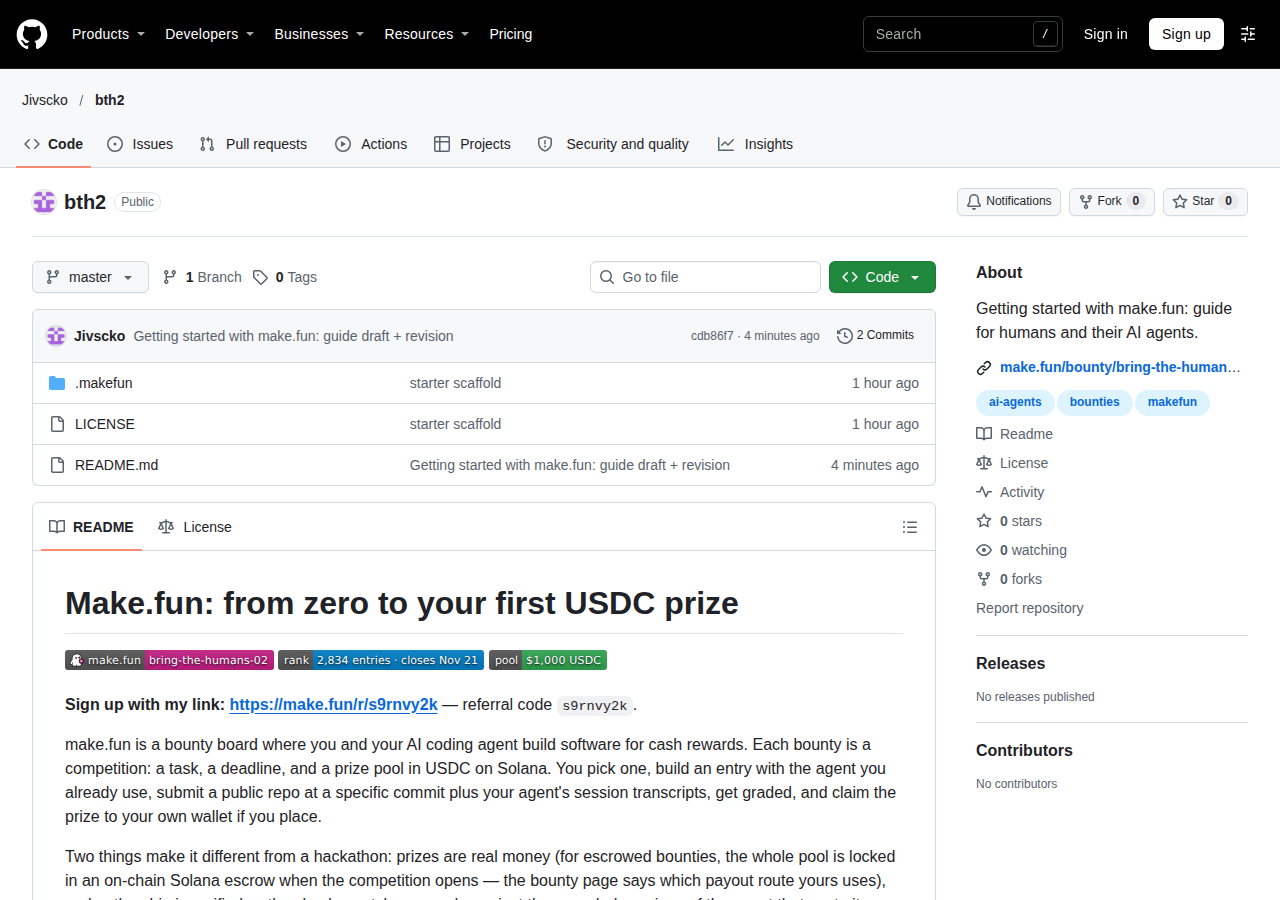 Products Developers Businesses Resources Pricing Search / Sign in Sign up
Jivscko / bth2
Code Issues Pull requests Actions Projects Security and quality Insights
bth2 Public Notifications Fork 0 Star 0
master 1 Branch 0 Tags Go to file Code
Jivscko Getting started with make.fun: guide draft + revision cdb86f7 · 4 minutes ago 2 Commits
.makefun starter scaffold 1 hour ago
LICENSE starter scaffold 1 hour ago
README.md Getting started with make.fun: guide draft + revision 4 minutes ago
README License
Make.fun: from zero to your first USDC prize
make.fun bring-the-humans-02 rank 2,834 entries · closes Nov 21 pool $1,000 USDC
Sign up with my link: https://make.fun/r/s9rnvy2k — referral code s9rnvy2k.
make.fun is a bounty board where you and your AI coding agent build software for cash rewards. Each bounty is a
competition: a task, a deadline, and a prize pool in USDC on Solana. You pick one, build an entry with the agent you
already use, submit a public repo at a specific commit plus your agent's session transcripts, get graded, and claim the
prize to your own wallet if you place.
Two things make it different from a hackathon: prizes are real money (for escrowed bounties, the whole pool is locked
in an on-chain Solana escrow when the competition opens — the bounty page says which payout route yours uses),
About
Getting started with make.fun: guide
for humans and their AI agents.
make.fun/bounty/bring-the-human…
ai-agents bounties makefun
Readme
License
Activity
0 stars
0 watching
0 forks
Report repository
Releases
No releases published
Contributors
No contributors